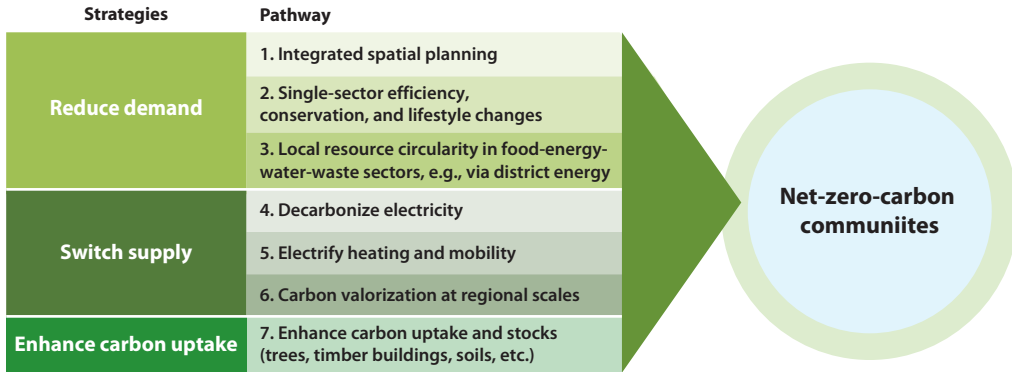 Strategies
Pathway
Reduce demand
1. Integrated spatial planning
2. Single-sector efficiency,
conservation, and lifestyle changes
3. Local resource circularity in food-energy-
water-waste sectors, e.g., via district energy
Switch supply
4. Decarbonize electricity
5. Electrify heating and mobility
6. Carbon valorization at regional scales
Enhance carbon uptake
7. Enhance carbon uptake and stocks
(trees, timber buildings, soils, etc.)
Net-zero-carbon
communiites